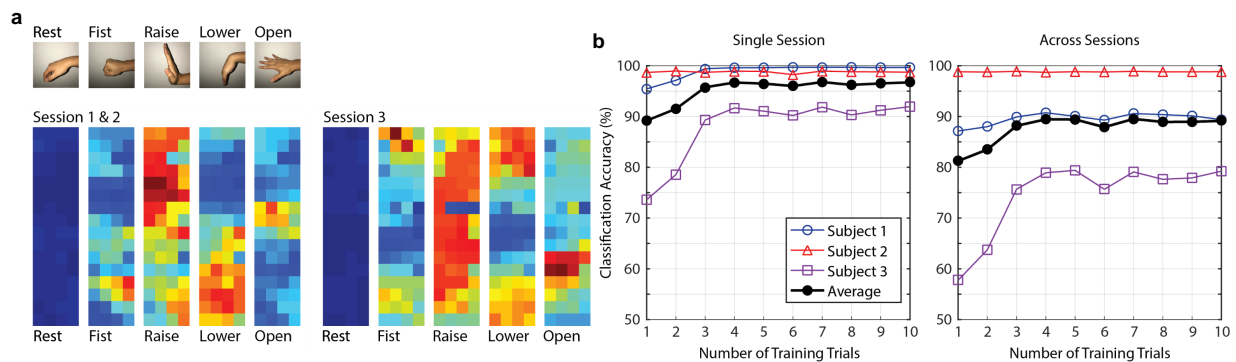 a
Rest Fist Raise Lower Open
Session 1 & 2
Session 3
Rest Fist Raise Lower Open
Rest Fist Raise Lower Open
b
Single Session
Across Sessions
Classification Accuracy (%)
100
90
80
70
60
50
1 2 3 4 5 6 7 8 9 10
Number of Training Trials
Subject 1
Subject 2
Subject 3
Average
100
90
80
70
60
50
1 2 3 4 5 6 7 8 9 10
Number of Training Trials